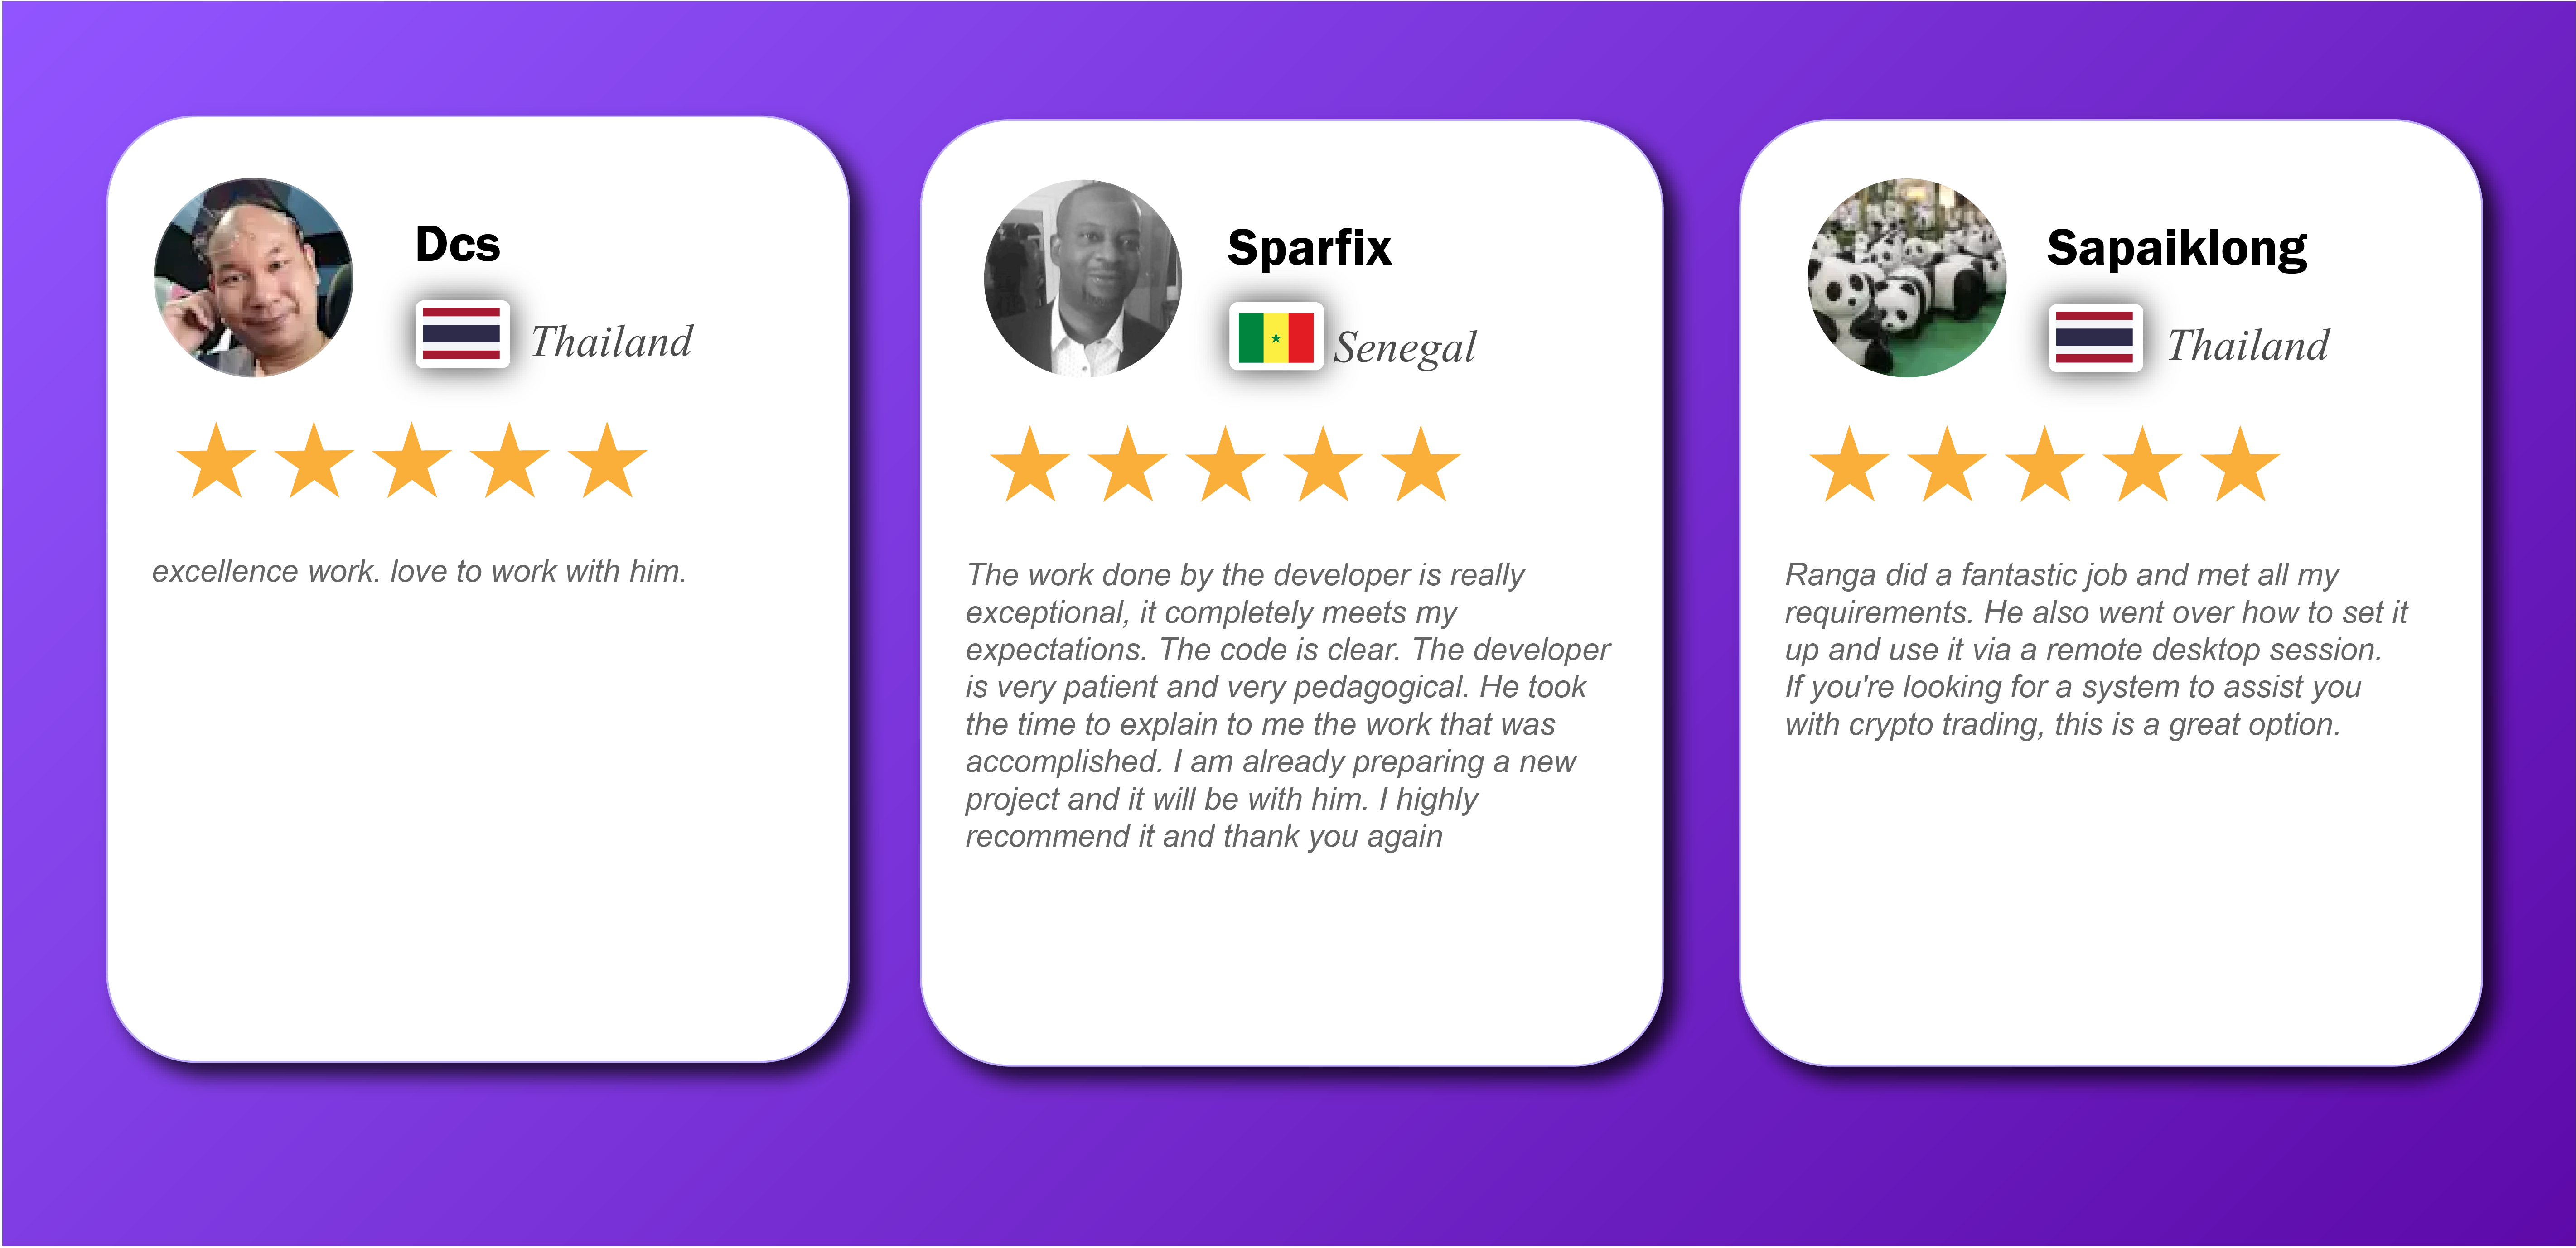 Dcs
Thailand
excellence work. love to work with him.
Sparfix
Senegal
The work done by the developer is really
exceptional, it completely meets my
expectations. The code is clear. The developer
is very patient and very pedagogical. He took
the time to explain to me the work that was
accomplished. I am already preparing a new
project and it will be with him. I highly
recommend it and thank you again
Sapaiklong
Thailand
Ranga did a fantastic job and met all my
requirements. He also went over how to set it
up and use it via a remote desktop session.
If you're looking for a system to assist you
with crypto trading, this is a great option.